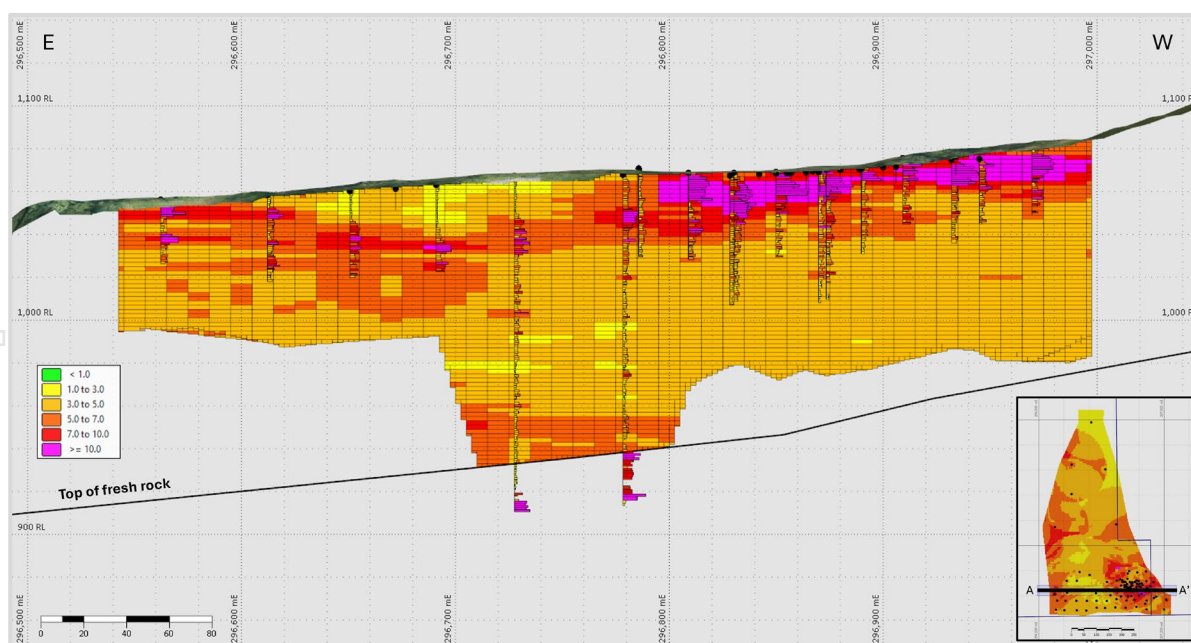 E
W
296,500 mE
296,600 mE
296,700 mE
296,800 mE
296,900 mE
297,000 mE
1,100 RL
1,100 RL
1,000 RL
1,000 RL
< 1.0
1.0 to 3.0
3.0 to 5.0
5.0 to 7.0
7.0 to 10.0
>= 10.0
Top of fresh rock
900 RL
A
A'
296,500 mE
296,600 mE
296,700 mE
296,800 mE
296,900 mE
0
20
40
60
80